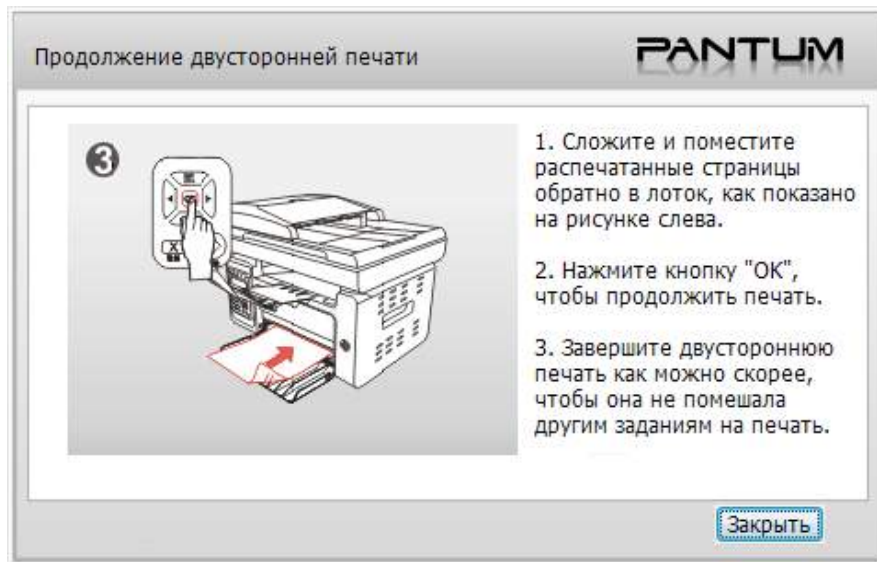 Продолжение двусторонней печати
PANTUM
3
1. Сложите и поместите
распечатанные страницы
обратно в лоток, как показано
на рисунке слева.
2. Нажмите кнопку "OK",
чтобы продолжить печать.
3. Завершите двустороннюю
печать как можно скорее,
чтобы она не помешала
другим заданиям на печать.
Закрыть